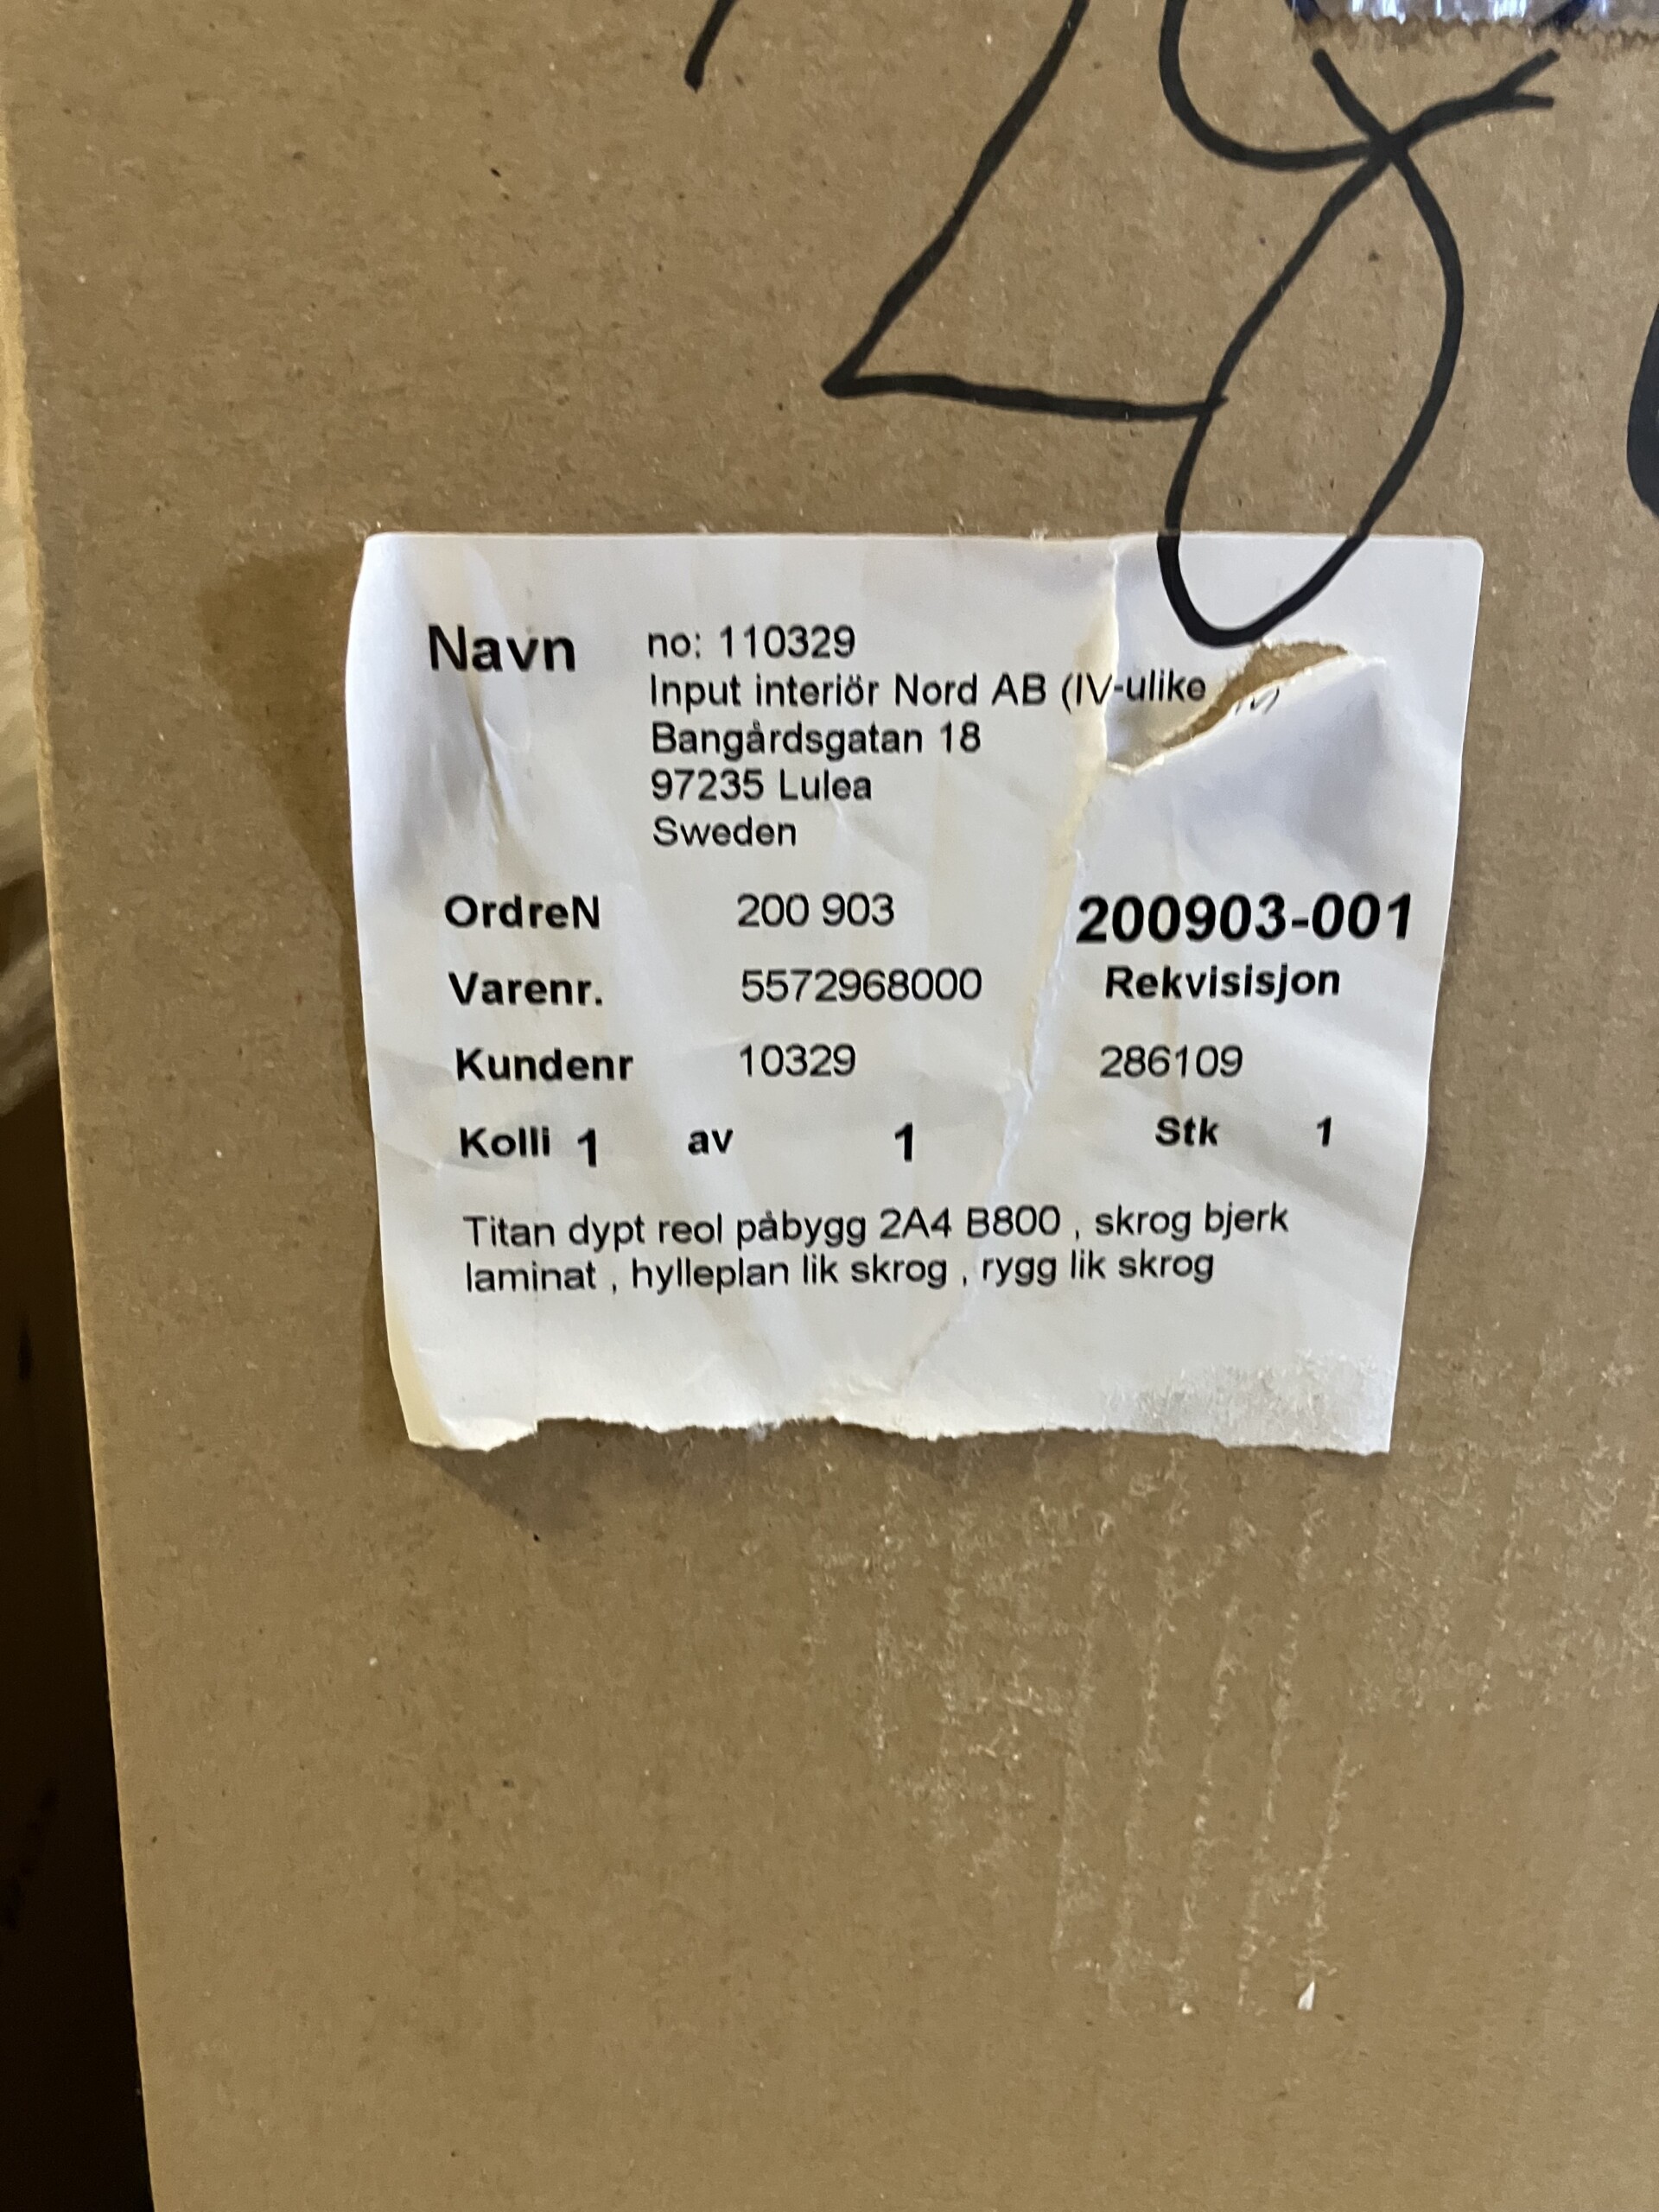 Navn no: 110329
Input interiör Nord AB (IV-ulike
Bangårdsgatan 18
97235 Lulea
Sweden
OrdreN 200 903 200903-001
Varenr. 5572968000 Rekvisisjon
Kundenr 10329 286109
Kolli 1 av 1 Stk 1
Titan dypt reol påbygg 2A4 B800 , skrog bjerk
laminat , hylleplan lik skrog , rygg lik skrog